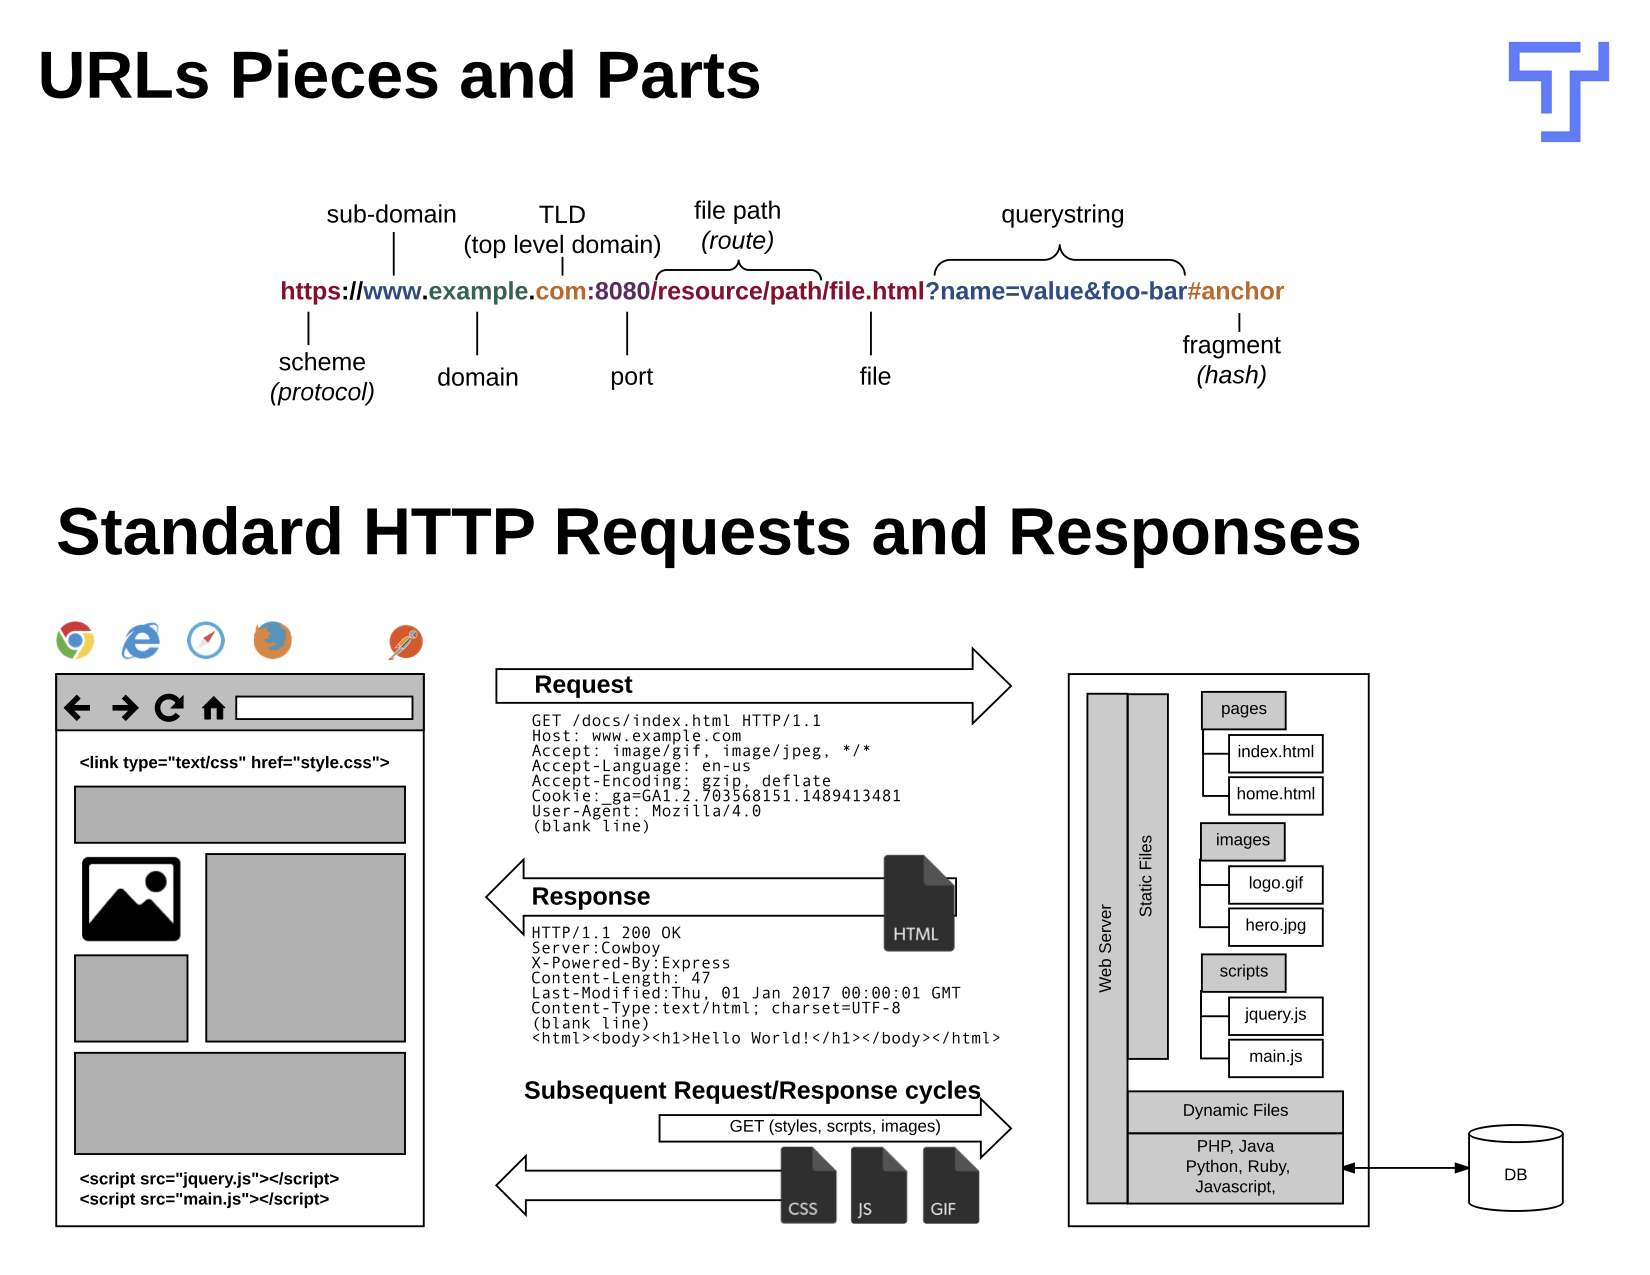 URLs Pieces and Parts
sub-domain
TLD
(top level domain)
file path
(route)
querystring
https://www.example.com:8080/resource/path/file.html?name=value&foo-bar#anchor
scheme
(protocol)
domain
port
file
fragment
(hash)
Standard HTTP Requests and Responses
<link type="text/css" href="style.css">
<script src="jquery.js"></script>
<script src="main.js"></script>
Request
GET /docs/index.html HTTP/1.1
Host: www.example.com
Accept: image/gif, image/jpeg, */*
Accept-Language: en-us
Accept-Encoding: gzip, deflate
Cookie:_ga=GA1.2.703568151.1489413481
User-Agent: Mozilla/4.0
(blank line)
Response
HTML
HTTP/1.1 200 OK
Server:Cowboy
X-Powered-By:Express
Content-Length: 47
Last-Modified:Thu, 01 Jan 2017 00:00:01 GMT
Content-Type:text/html; charset=UTF-8
(blank line)
<html><body><h1>Hello World!</h1></body></html>
Subsequent Request/Response cycles
GET (styles, scrpts, images)
CSS
JS
GIF
Web Server
Static Files
pages
index.html
home.html
images
logo.gif
hero.jpg
scripts
jquery.js
main.js
Dynamic Files
PHP, Java
Python, Ruby,
Javascript,
DB